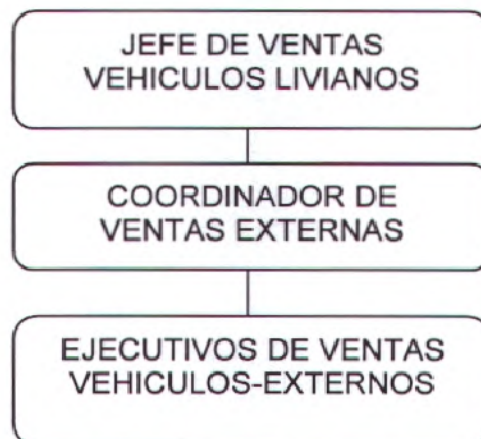 JEFE DE VENTAS
VEHICULOS LIVIANOS
COORDINADOR DE
VENTAS EXTERNAS
EJECUTIVOS DE VENTAS
VEHICULOS-EXTERNOS